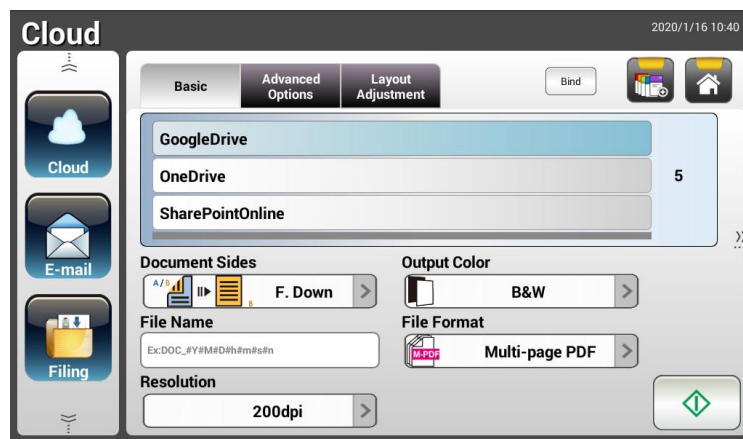 Cloud
2020/1/16 10:40
Basic
Advanced
Options
Layout
Adjustment
Bind
Cloud
E-mail
Filing
GoogleDrive
OneDrive
SharePointOnline
5
Document Sides
A/B
B
F. Down
Output Color
B&W
File Name
Ex:DOC_#Y#M#D#h#m#s#n
File Format
M-PDF
Multi-page PDF
Resolution
200dpi